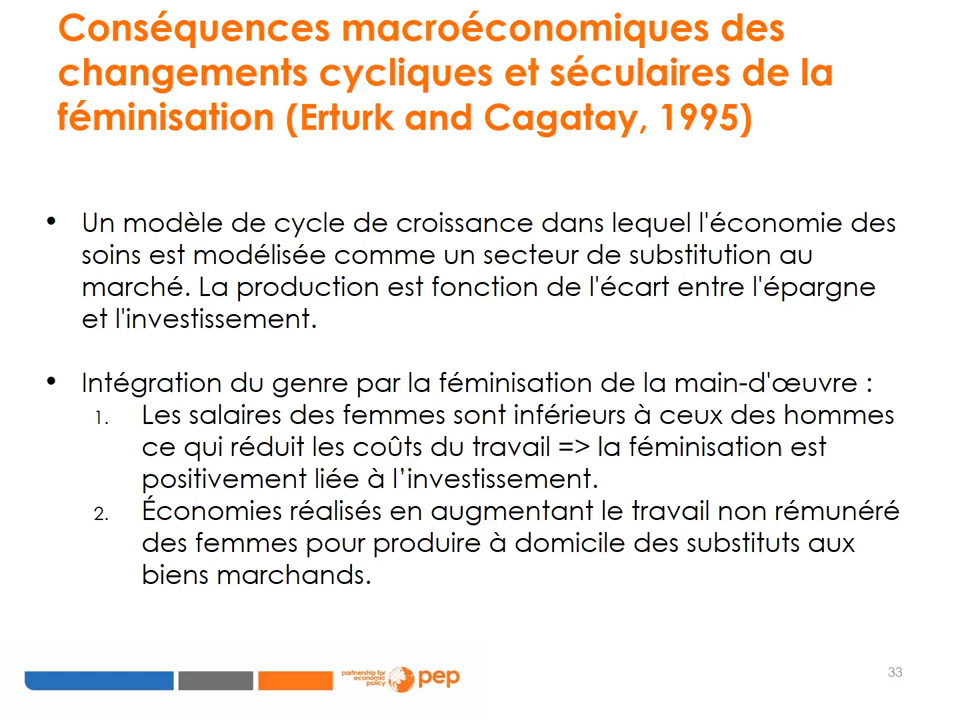 Conséquences macroéconomiques des
changements cycliques et séculaires de la
féminisation (Erturk and Cagatay, 1995)
• Un modèle de cycle de croissance dans lequel l'économie des
soins est modélisée comme un secteur de substitution au
marché. La production est fonction de l'écart entre l'épargne
et l'investissement.
• Intégration du genre par la féminisation de la main-d'œuvre :
1. Les salaires des femmes sont inférieurs à ceux des hommes
ce qui réduit les coûts du travail => la féminisation est
positivement liée à l’investissement.
2. Économies réalisés en augmentant le travail non rémunéré
des femmes pour produire à domicile des substituts aux
biens marchands.
partnership for
economic
policy
pep
33